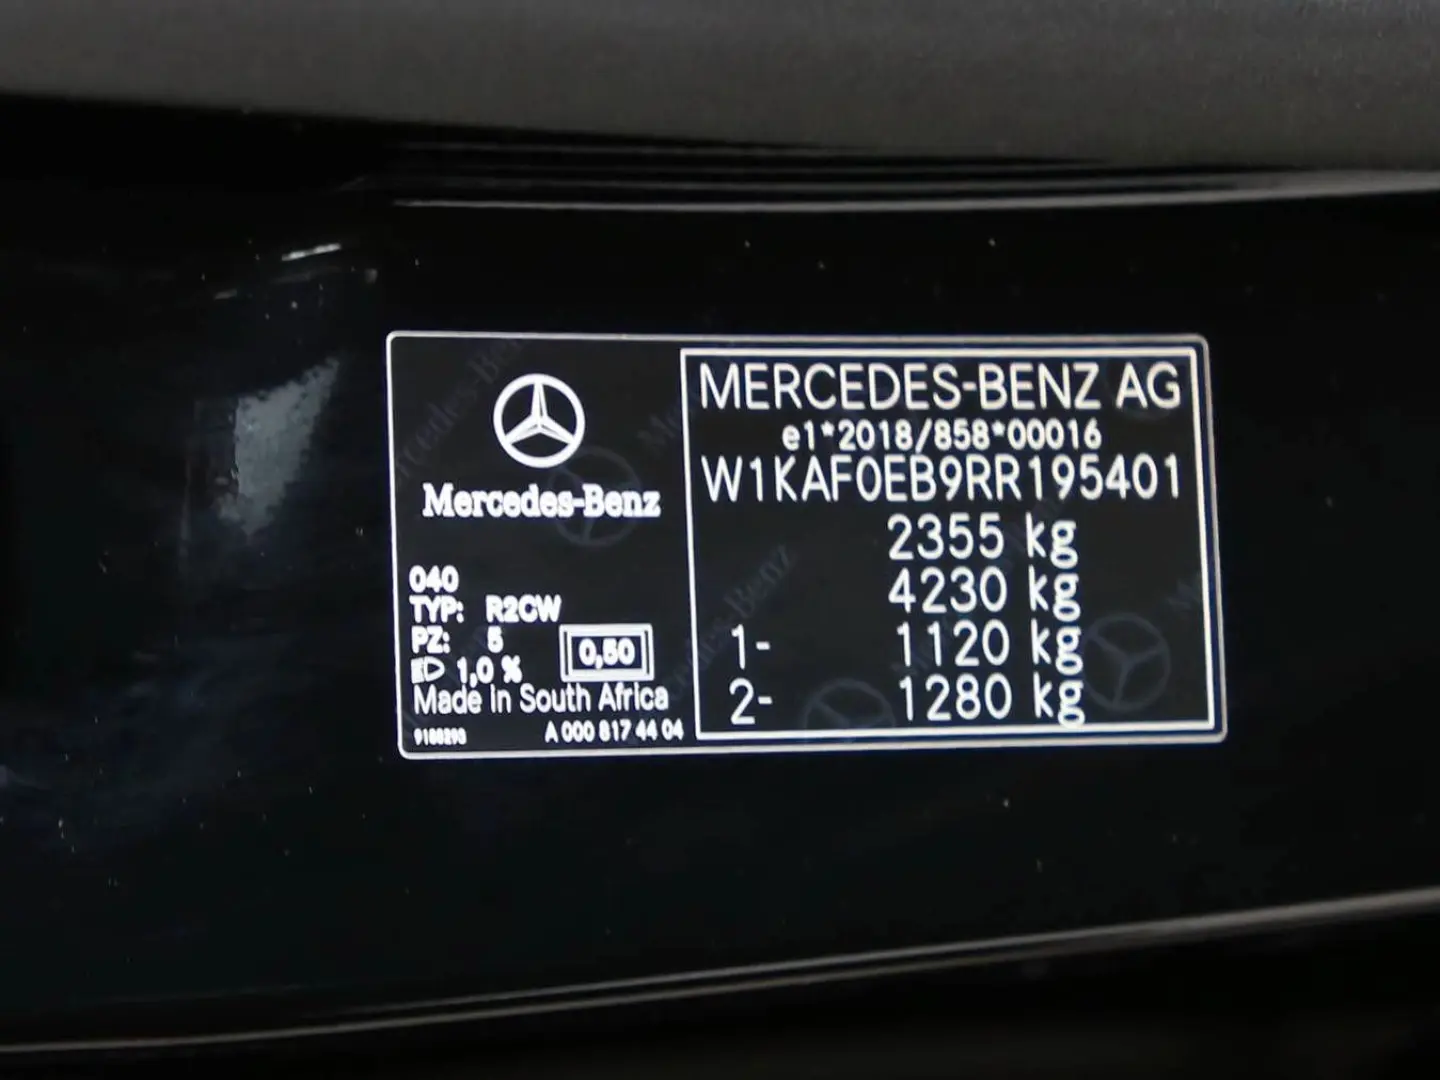 Mercedes-Benz
040
TYP: R2CW
PZ: 5
1,0 %
0,50
Made in South Africa
9188293
A 000 817 44 04
MERCEDES-BENZ AG
e1*2018/858*00016
W1KAF0EB9RR195401
2355 kg
4230 kg
1- 1120 kg
2- 1280 kg